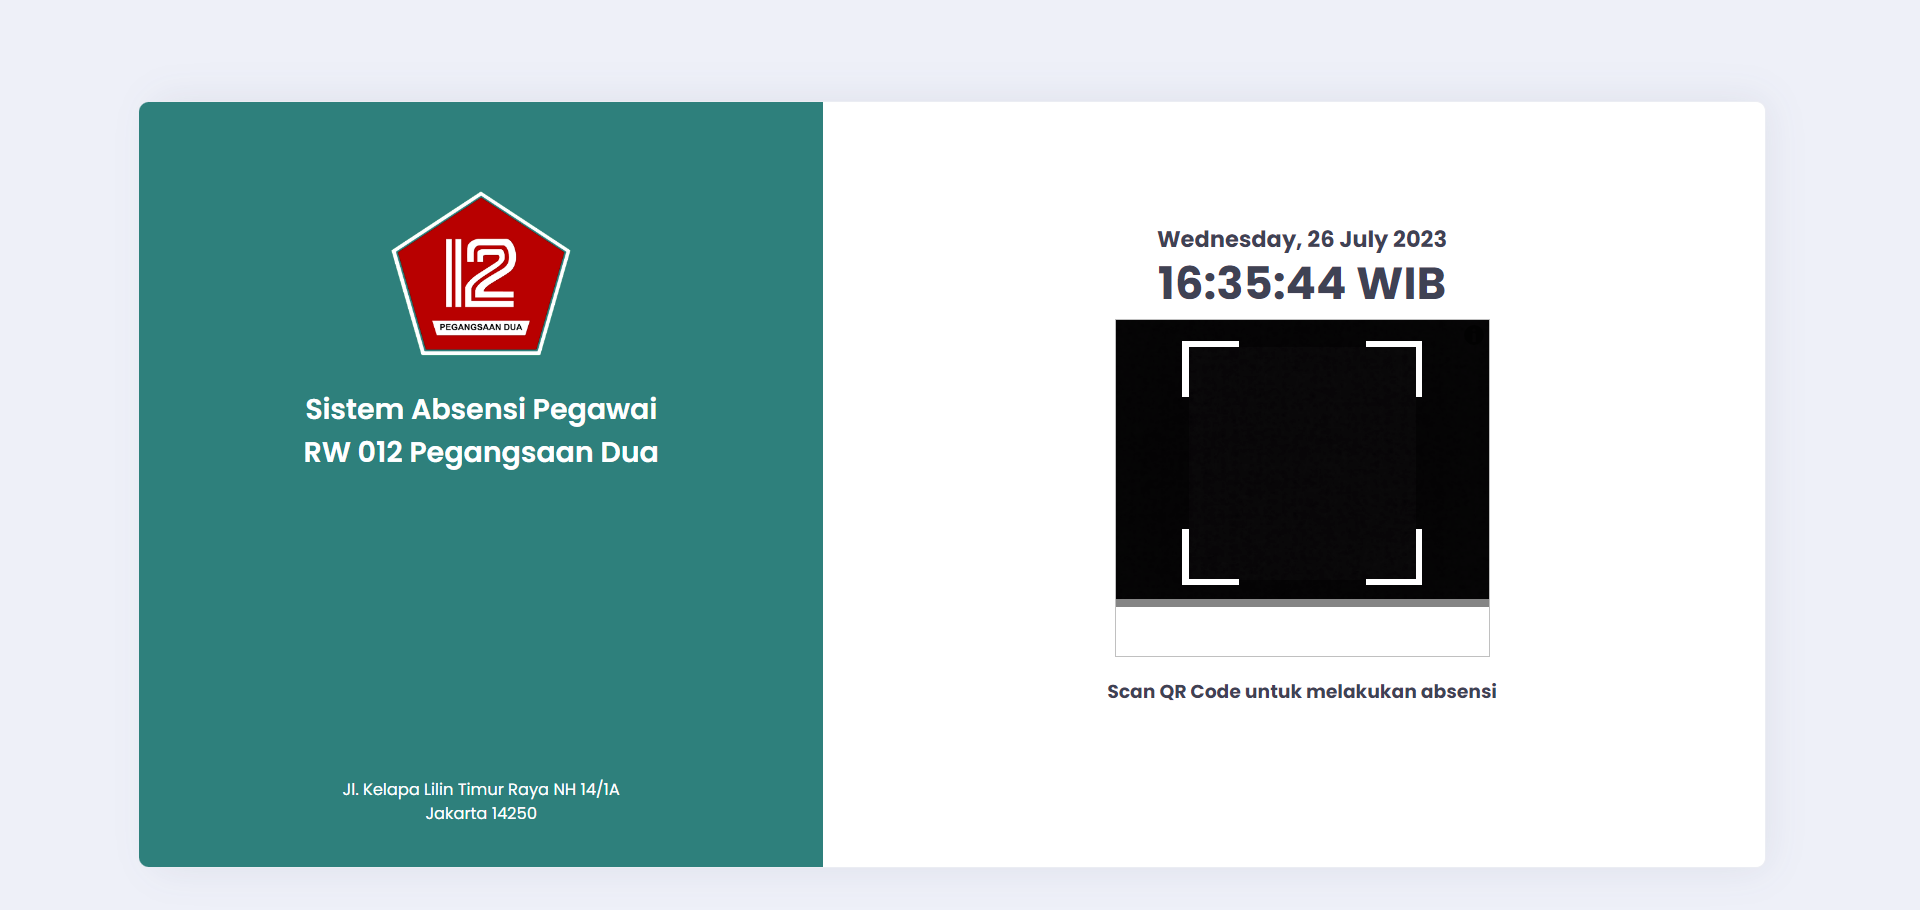 12
PEGANGSAAN DUA
Sistem Absensi Pegawai
RW 012 Pegangsaan Dua
Jl. Kelapa Lilin Timur Raya NH 14/1A
Jakarta 14250
Wednesday, 26 July 2023
16:35:44 WIB
Scan QR Code untuk melakukan absensi